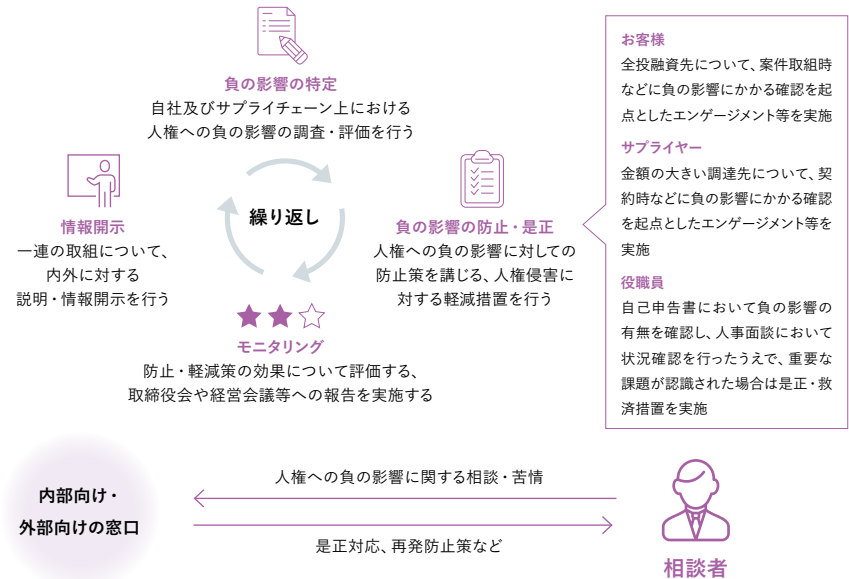 負の影響の特定
自社及びサプライチェーン上における
人権への負の影響の調査・評価を行う
繰り返し
負の影響の防止・是正
人権への負の影響に対しての
防止策を講じる、人権侵害に
対する軽減措置を行う
お客様
全投融資先について、案件取組時
などに負の影響にかかる確認を起
点としたエンゲージメント等を実施
サプライヤー
金額の大きい調達先について、契
約時などに負の影響にかかる確認
を起点としたエンゲージメント等を
実施
役職員
自己申告書において負の影響の
有無を確認し、人事面談において
状況確認を行ったうえで、重要な
課題が認識された場合は是正・救
済措置を実施
モニタリング
防止・軽減策の効果について評価する、
取締役会や経営会議等への報告を実施する
情報開示
一連の取組について、
内外に対する
説明・情報開示を行う
内部向け・
外部向けの窓口
人権への負の影響に関する相談・苦情
是正対応、再発防止策など
相談者